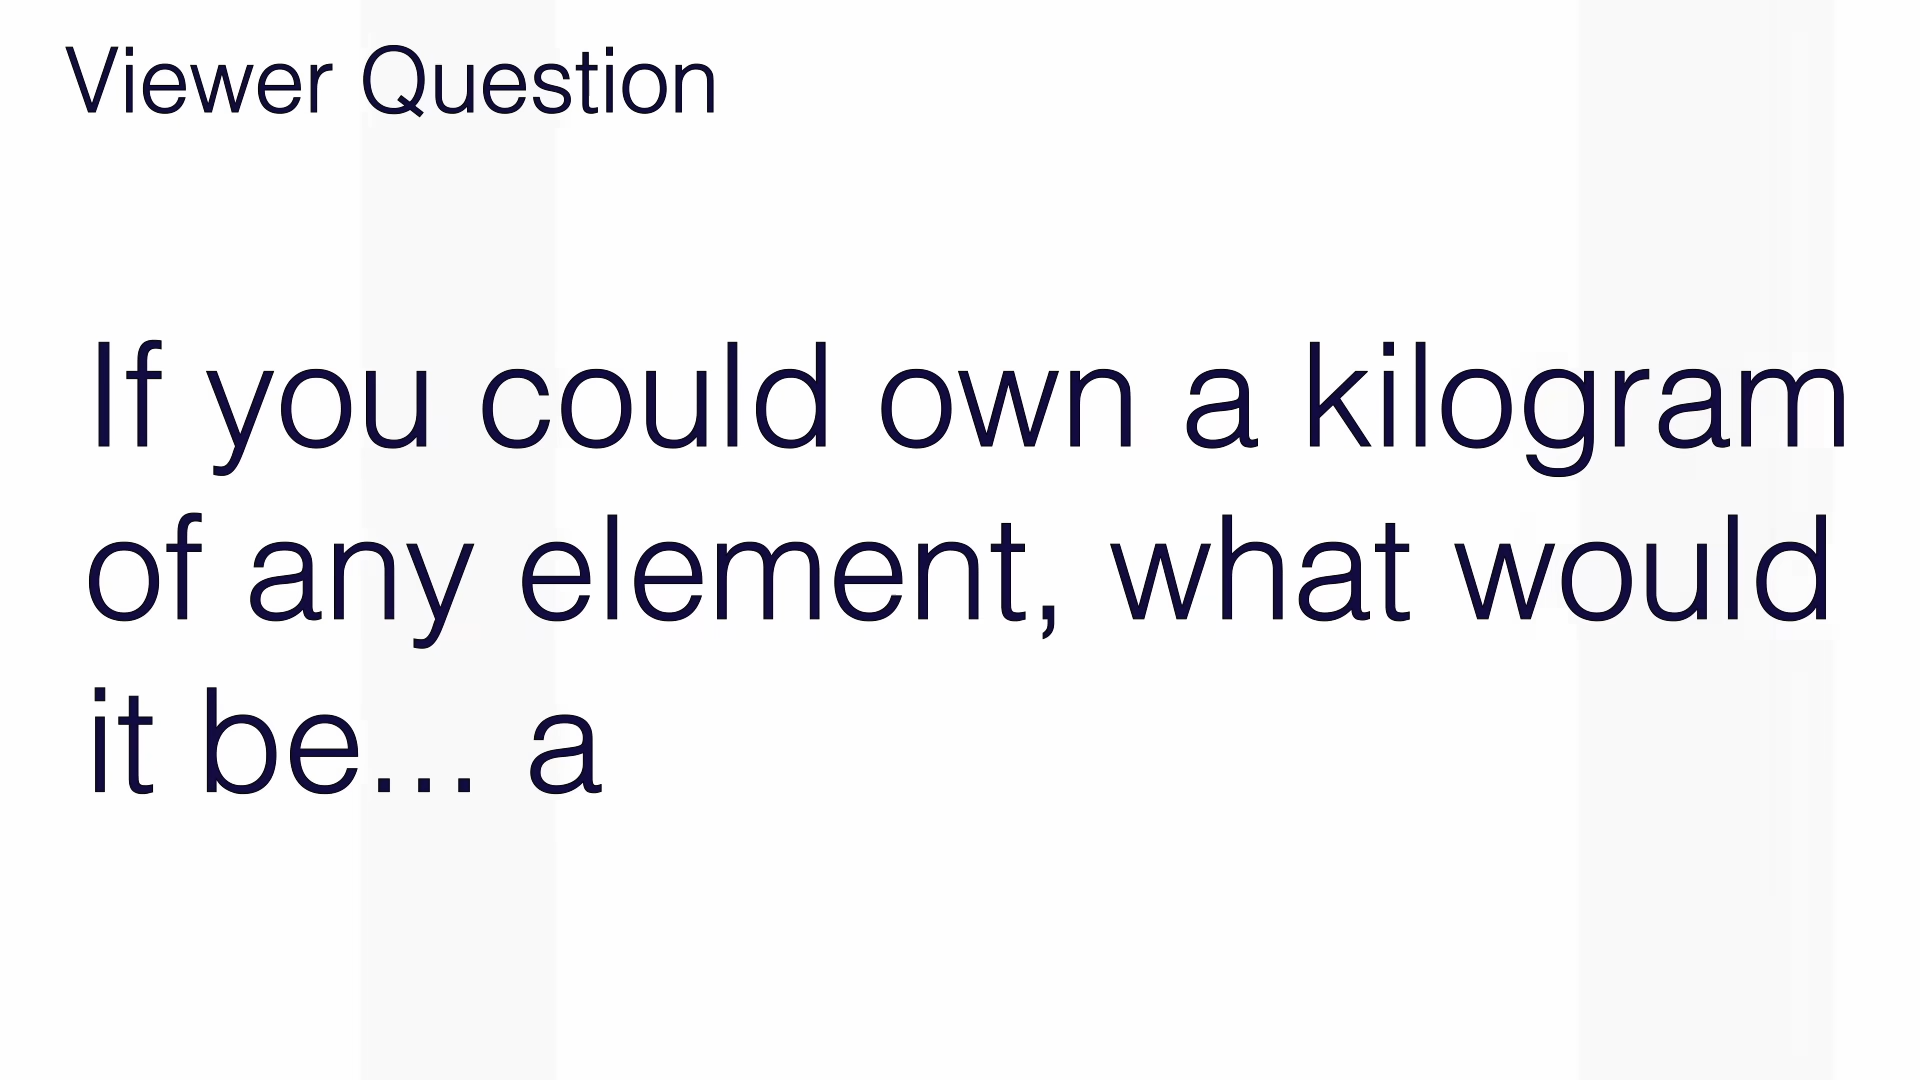 Viewer Question
If you could own a kilogram
of any element, what would
it be... a